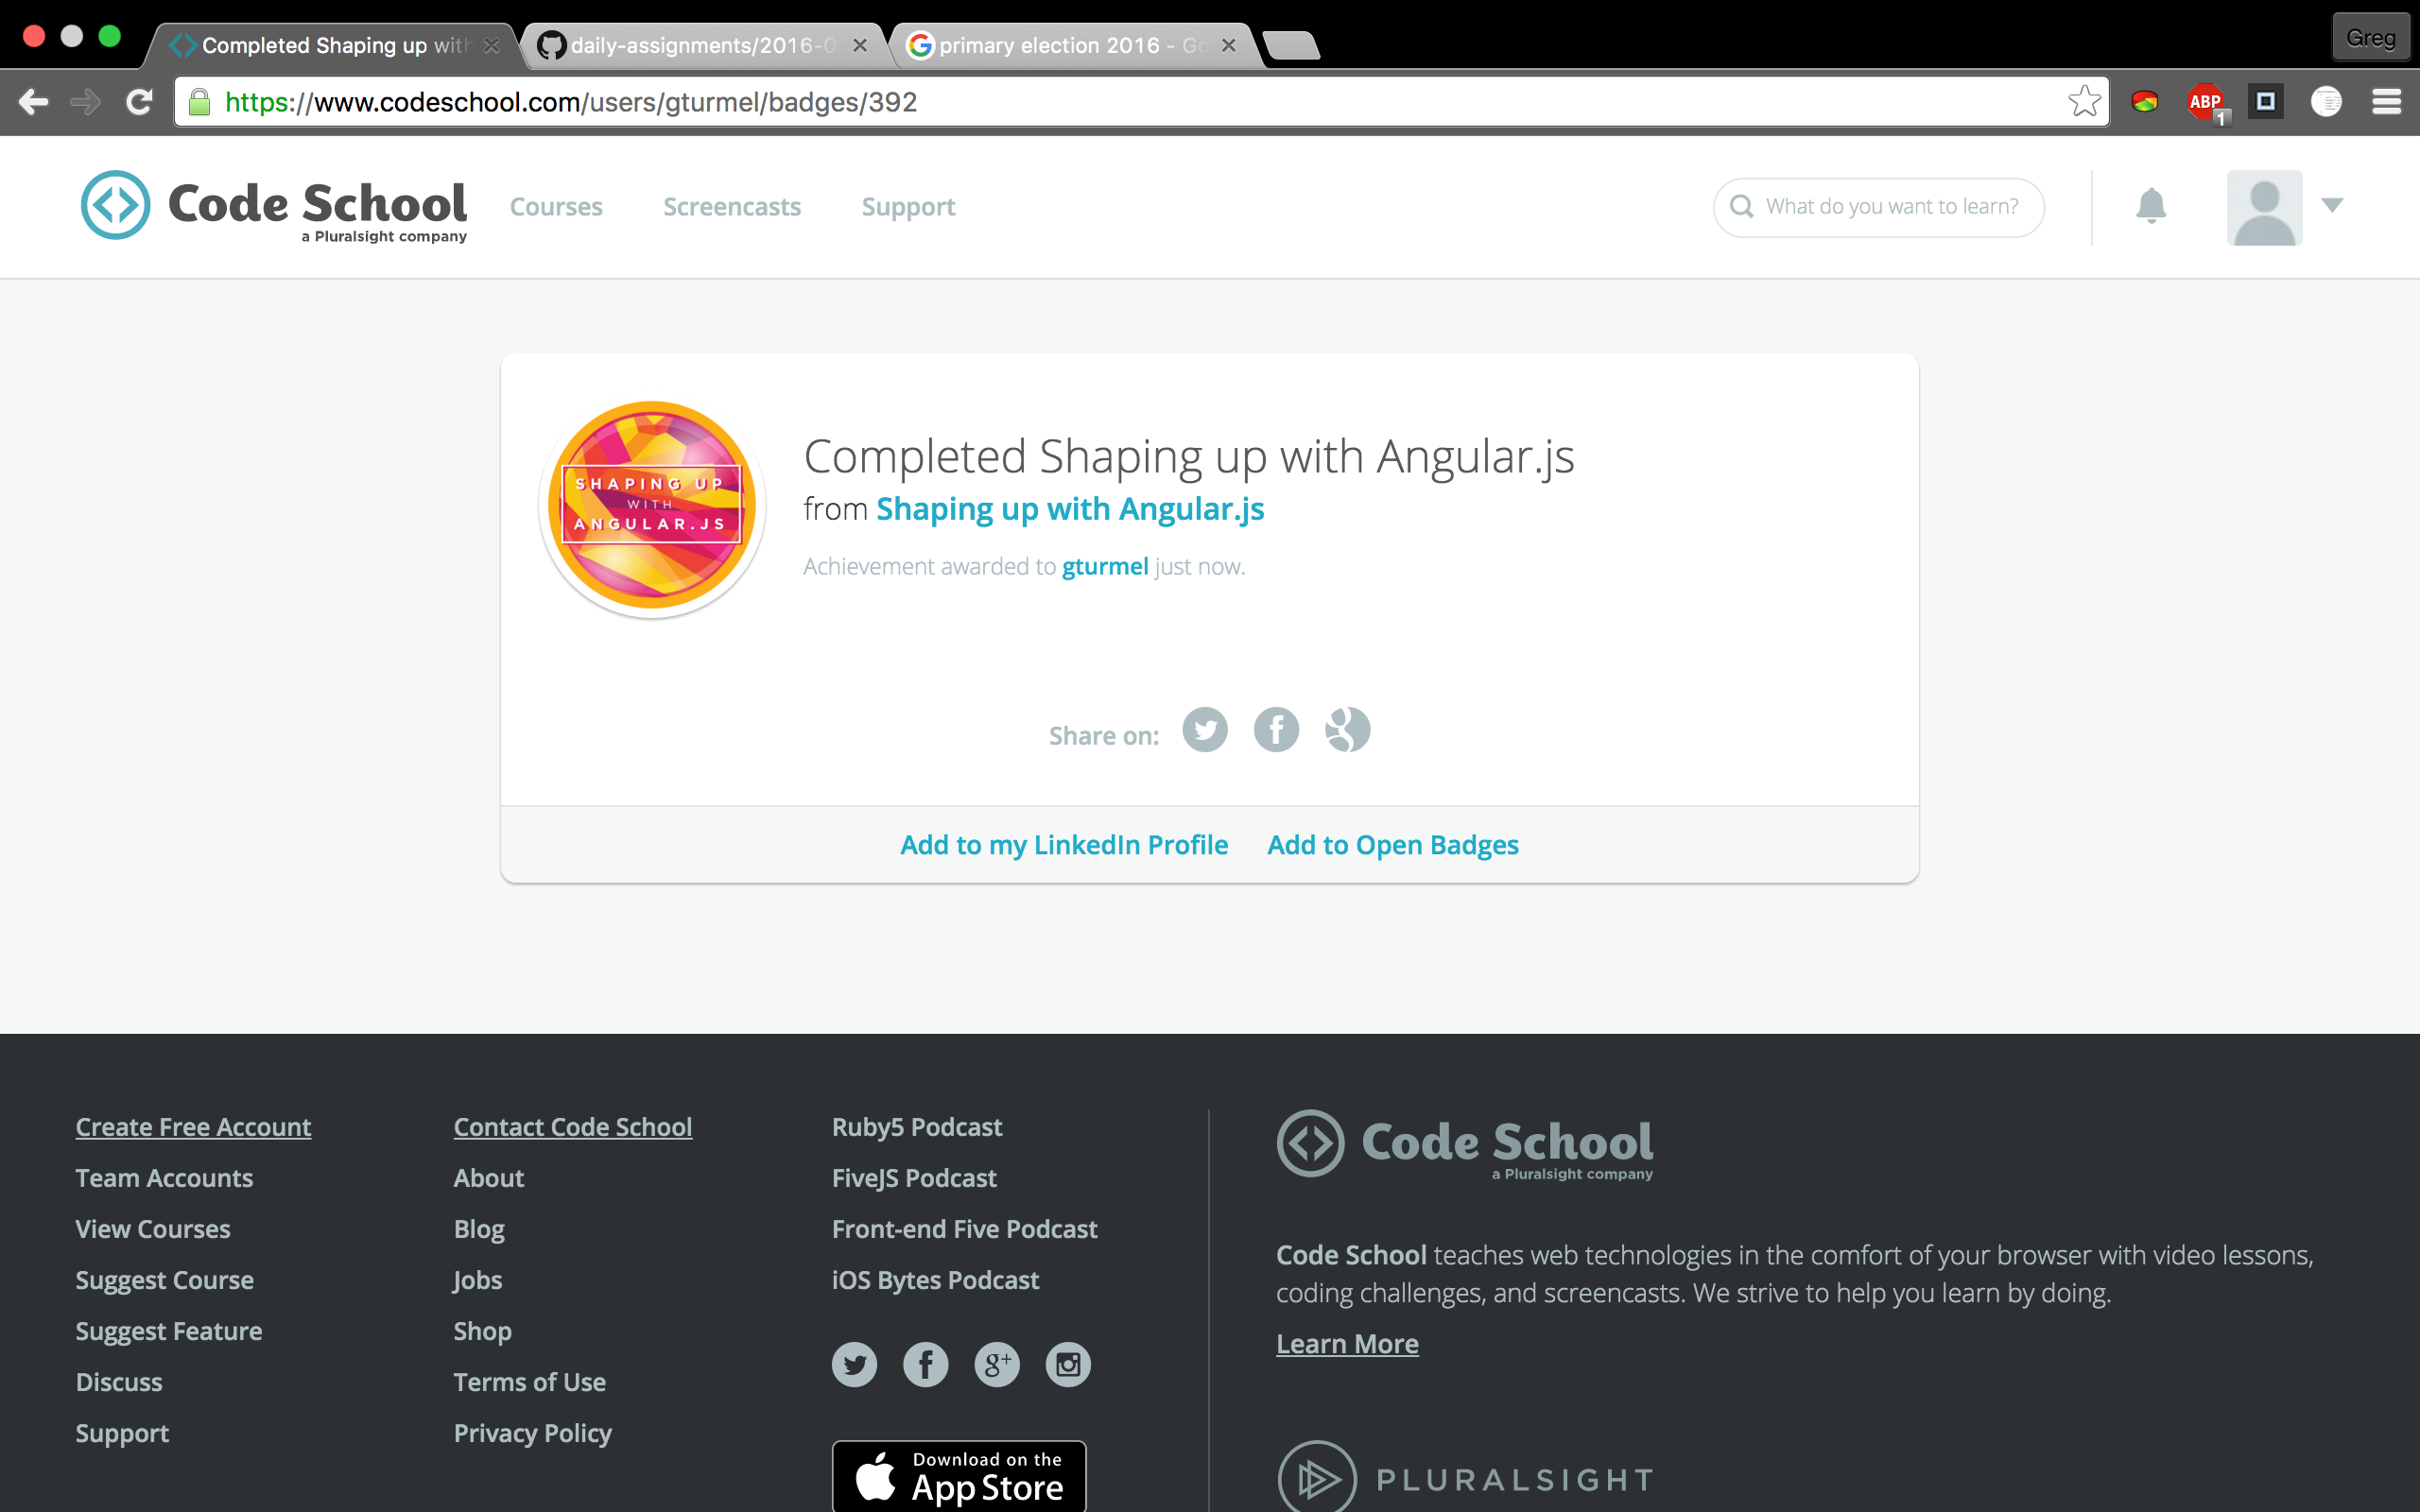 Completed Shaping up with
daily-assignments/2016-0
primary election 2016 - Go
Greg
https://www.codeschool.com/users/gturmel/badges/392
ABP
1
Code School
a Pluralsight company
Courses
Screencasts
Support
What do you want to learn?
SHAPING UP
WITH
ANGULAR.JS
Completed Shaping up with Angular.js
from Shaping up with Angular.js
Achievement awarded to gturmel just now.
Share on:
Add to my LinkedIn Profile
Add to Open Badges
Create Free Account
Team Accounts
View Courses
Suggest Course
Suggest Feature
Discuss
Support
Contact Code School
About
Blog
Jobs
Shop
Terms of Use
Privacy Policy
Ruby5 Podcast
FiveJS Podcast
Front-end Five Podcast
iOS Bytes Podcast
Download on the
App Store
Code School
a Pluralsight company
Code School teaches web technologies in the comfort of your browser with video lessons,
coding challenges, and screencasts. We strive to help you learn by doing.
Learn More
PLURALSIGHT